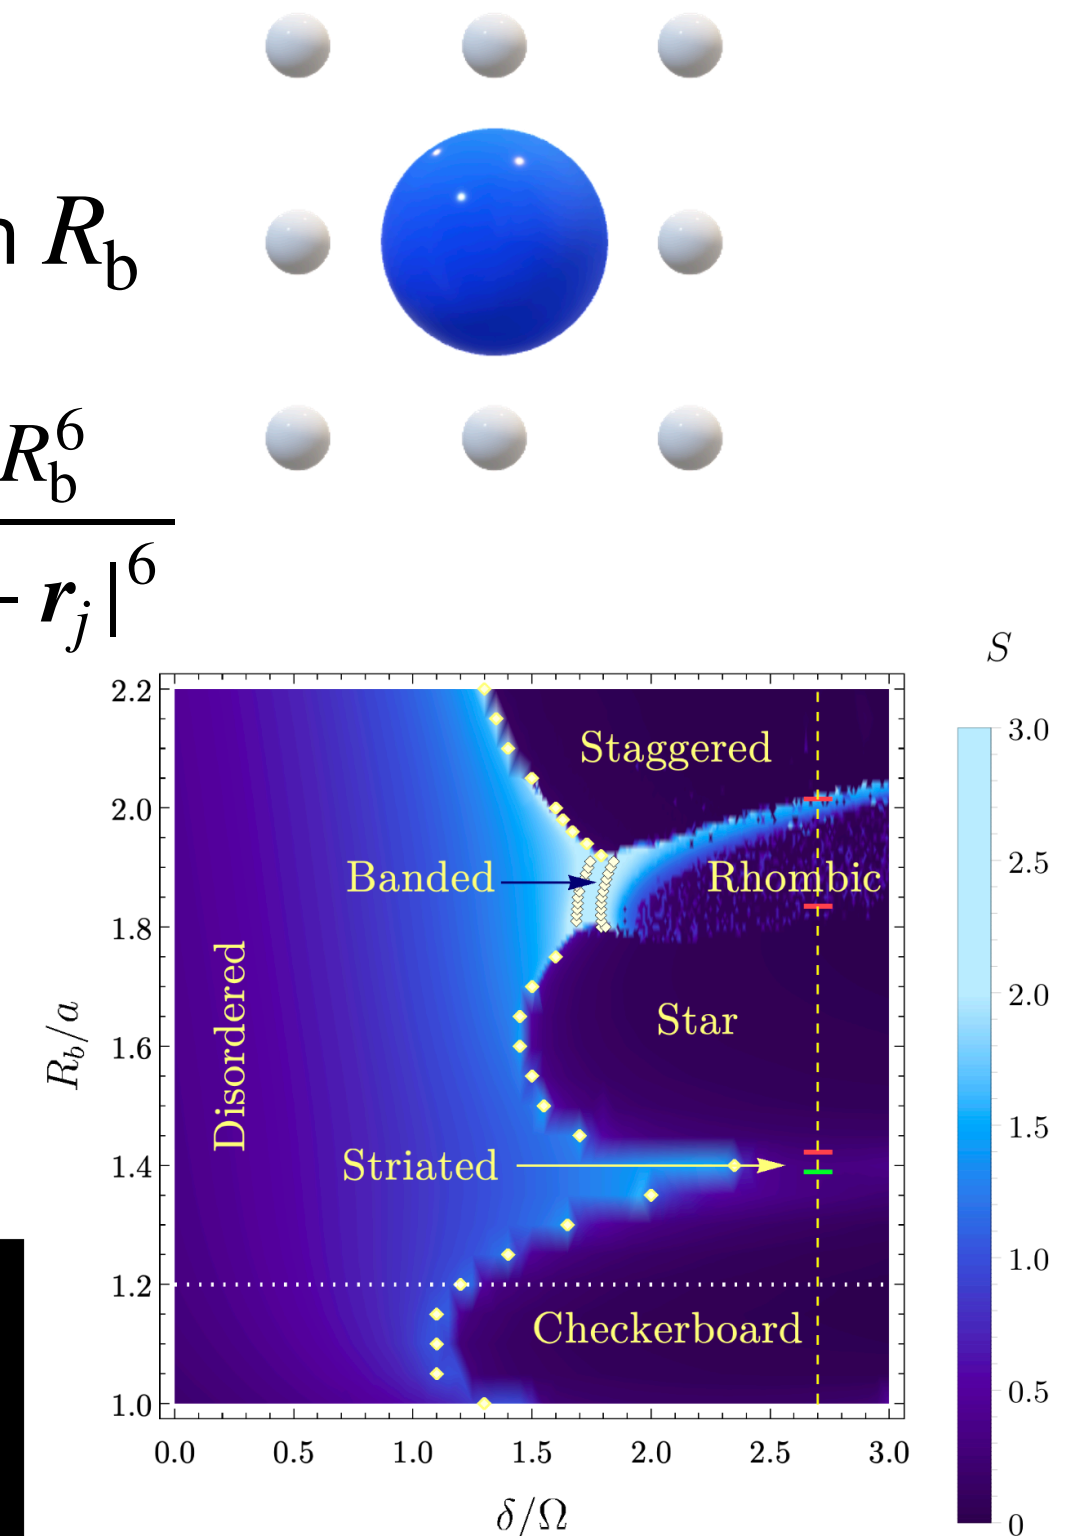 n R_b
R_b^6
- r_j |^6
S
3.0
2.5
2.0
1.5
1.0
0.5
0
2.2
2.0
1.8
1.6
1.4
1.2
1.0
R_b/a
Staggered
Banded
Rhombic
Disordered
Star
Striated
Checkerboard
0.0 0.5 1.0 1.5 2.0 2.5 3.0
δ/Ω